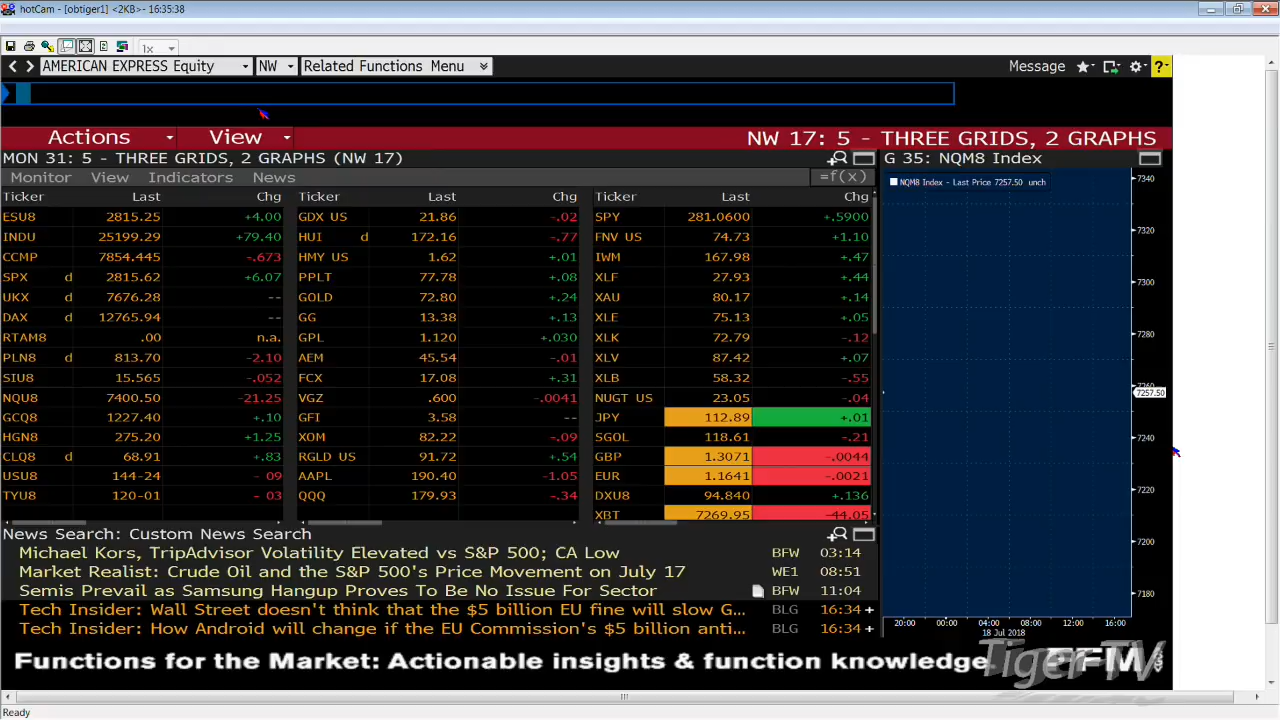 hotCam - [obtiger1] <2KB> - 16:35:38
1x
AMERICAN EXPRESS Equity NW Related Functions Menu Message ?
Actions View NW 17: 5 - THREE GRIDS, 2 GRAPHS
MON 31: 5 - THREE GRIDS, 2 GRAPHS (NW 17) G 35: NQM8 Index
Monitor View Indicators News =f(x)
Ticker Last Chg Ticker Last Chg Ticker Last Chg
ESU8 2815.25 +4.00 GDX US 21.86 -.02 SPY 281.0600 +.5900
INDU 25199.29 +79.40 HUI d 172.16 -.77 FNV US 74.73 +1.10
CCMP 7854.445 -.673 HMY US 1.62 +.01 IWM 167.98 +.47
SPX d 2815.62 +6.07 PPLT 77.78 +.08 XLF 27.93 +.44
UKX d 7676.28 -- GOLD 72.80 +.24 XAU 80.17 +.14
DAX d 12765.94 -- GG 13.38 +.13 XLE 75.13 +.05
RTAM8 .00 n.a. GPL 1.120 +.030 XLK 72.79 -.12
PLN8 d 813.70 -2.10 AEM 45.54 -.01 XLV 87.42 +.07
SIU8 15.565 -.052 FCX 17.08 +.31 XLB 58.32 -.55
NQU8 7400.50 -21.25 VGZ .600 -.0041 NUGT US 23.05 -.04
GCQ8 1227.40 +.10 GFI 3.58 -- JPY 112.89 +.01
HGN8 275.20 +1.25 XOM 82.22 -.09 SGOL 118.61 -.21
CLQ8 d 68.91 +.83 RGLD US 91.72 +.54 GBP 1.3071 -.0044
USU8 144-24 - 09 AAPL 190.40 -1.05 EUR 1.1641 -.0021
TYU8 120-01 - 03 QQQ 179.93 -.34 DXU8 94.840 +.136
XBT 7269.95 -44.05
NQM8 Index - Last Price 7257.50 unch
7340
7320
7300
7280
7260
7257.50
7240
7220
7200
7180
20:00 00:00 04:00 08:00 12:00 16:00
18 Jul 2018
News Search: Custom News Search
Michael Kors, TripAdvisor Volatility Elevated vs S&P 500; CA Low BFW 03:14
Market Realist: Crude Oil and the S&P 500's Price Movement on July 17 WE1 08:51
Semis Prevail as Samsung Hangup Proves To Be No Issue For Sector BFW 11:04
Tech Insider: Wall Street doesn't think that the $5 billion EU fine will slow G... BLG 16:34 +
Tech Insider: How Android will change if the EU Commission's $5 billion anti... BLG 16:34 +
Functions for the Market: Actionable insights & function knowledge
Tiger-TV
Ready